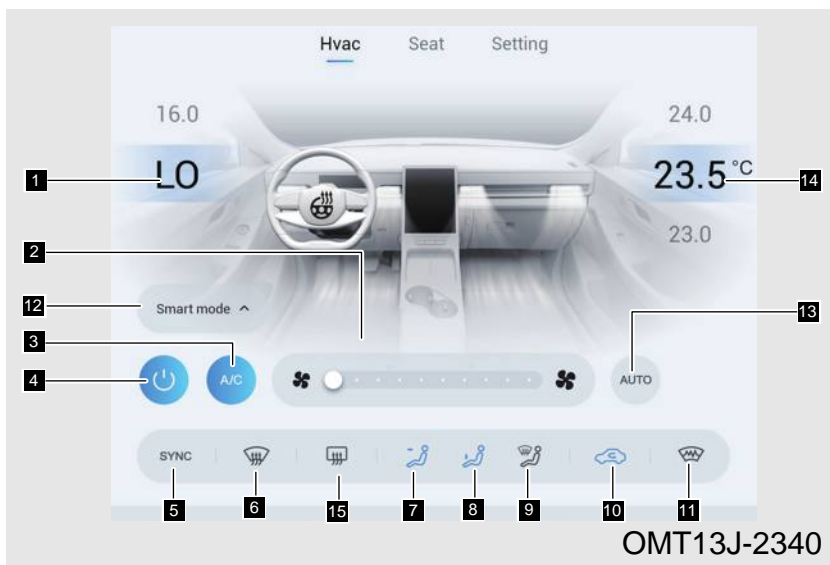 Hvac Seat Setting
16.0 24.0
1 LO 23.5 °C 14
2 23.0
12 Smart mode
3 13
4 A/C AUTO
SYNC
5 6 15 7 8 9 10 11
OMT13J-2340